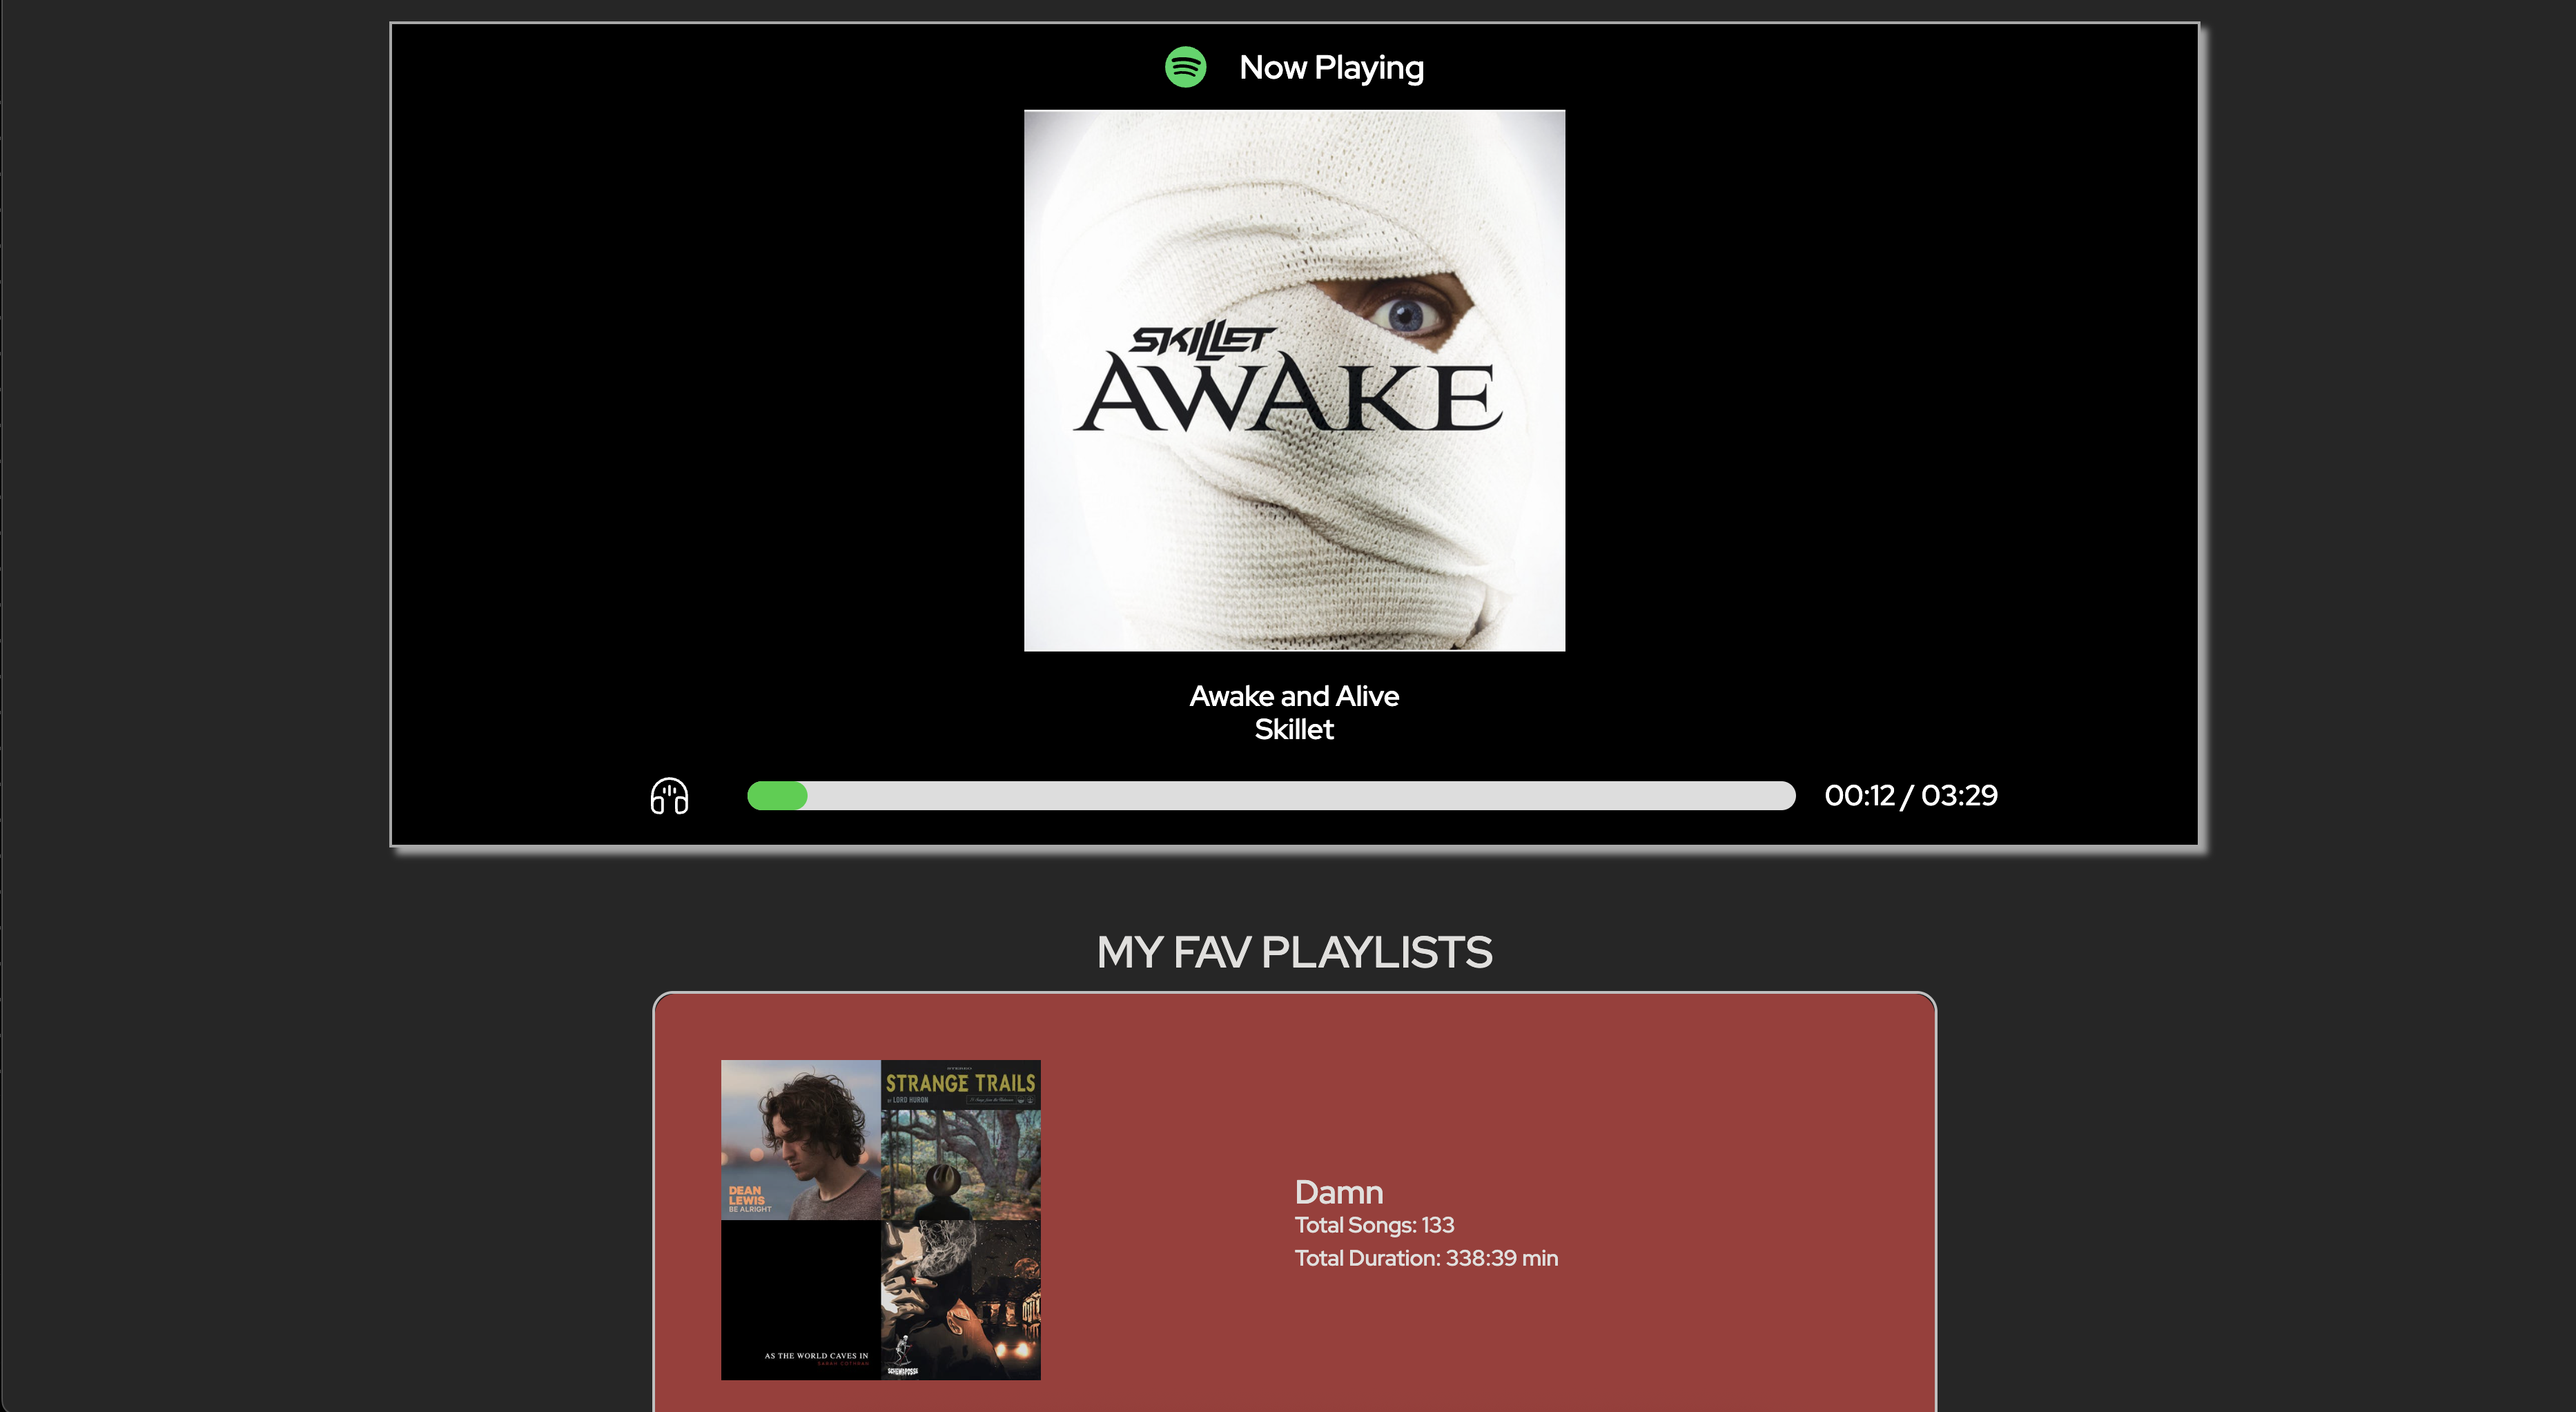 Now Playing
SKILLET
AWAKE
Awake and Alive
Skillet
00:12 / 03:29
MY FAV PLAYLISTS
STRANGE TRAILS
LORD HURON
DEAN
LEWIS
BE ALRIGHT
Damn
Total Songs: 133
Total Duration: 338:39 min
AS THE WORLD CAVES IN
SARAH COTHRAN